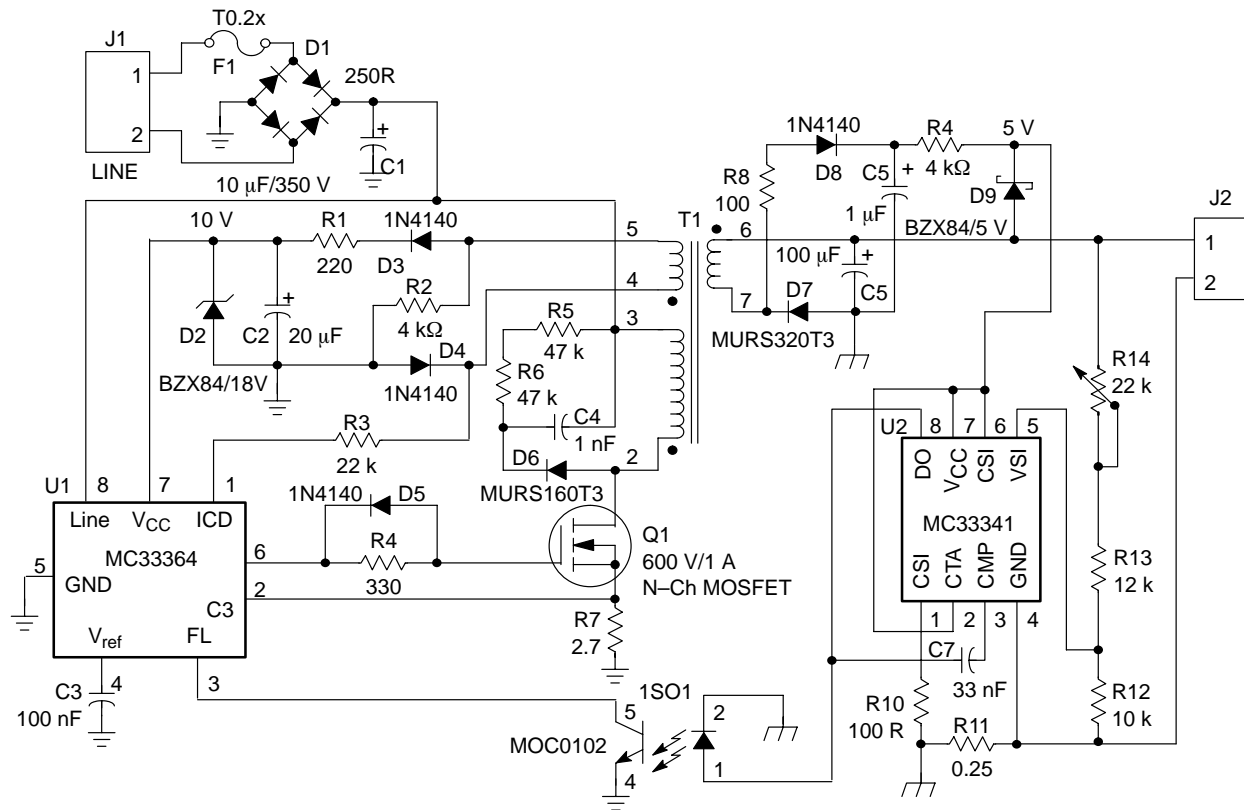 T0.2x
J1
F1
D1
1
2
LINE
250R
C1
+
10 μF/350 V
10 V
R1
220
1N4140
D3
R2
4 kΩ
D2
C2
+
20 μF
BZX84/18V
D4
1N4140
R3
22 k
5
4
3
2
T1
R5
47 k
R6
47 k
C4
1 nF
D6
MURS160T3
U1
8
7
1
Line
VCC
ICD
MC33364
5
GND
6
C3
2
Vref
FL
4
3
C3
100 nF
1N4140
D5
R4
330
Q1
600 V/1 A
N–Ch MOSFET
R7
2.7
1SO1
5
4
MOC0102
2
1
1N4140
D8
R8
100
C5
+
1 μF
R4
4 kΩ
5 V
D9
BZX84/5 V
6
7
100 μF
+
C5
D7
MURS320T3
J2
1
2
R14
22 k
R13
12 k
R12
10 k
U2
8
7
6
5
DO
VCC
CSI
VSI
MC33341
CSI
CTA
CMP
GND
1
2
3
4
C7
33 nF
R10
100 R
R11
0.25